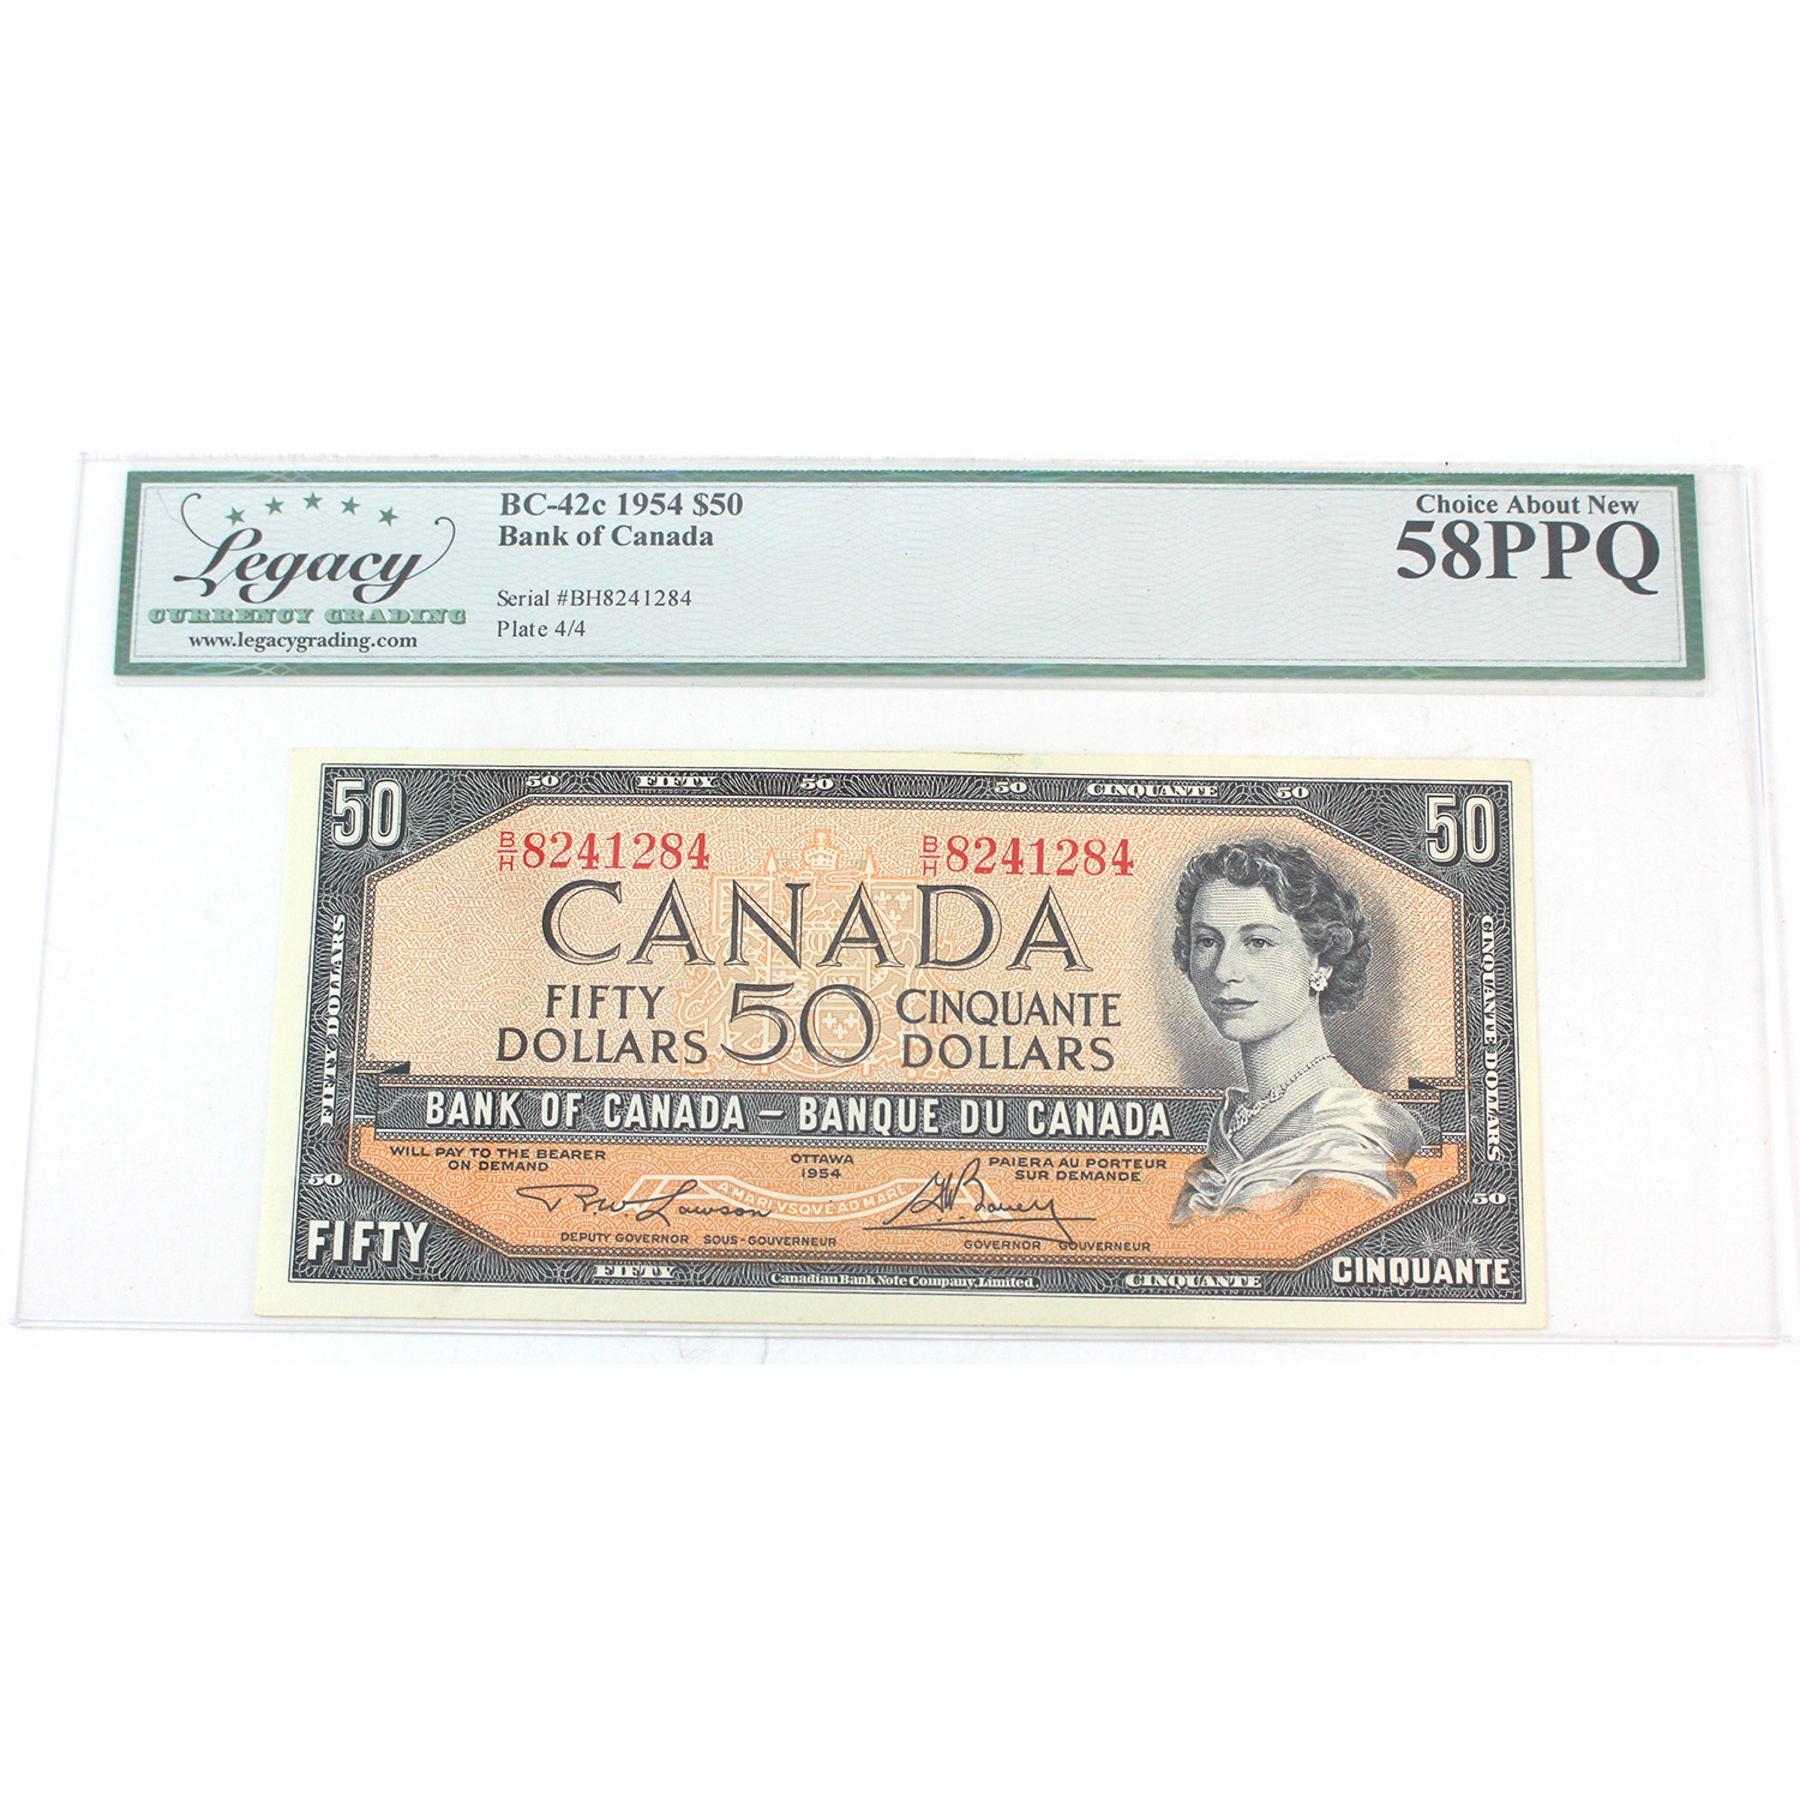 Legacy
CURRENCY GRADING
www.legacygrading.com
BC-42c 1954 $50
Bank of Canada
Serial #BH8241284
Plate 4/4
Choice About New
58PPQ
50 FIFTY 50 50 CINQUANTE 50
50 50
B/H 8241284 B/H 8241284
CANADA
FIFTY DOLLARS 50 CINQUANTE DOLLARS
FIFTY DOLLARS
CINQUANTE DOLLARS
BANK OF CANADA – BANQUE DU CANADA
WILL PAY TO THE BEARER
ON DEMAND
OTTAWA
1954
PAIERA AU PORTEUR
SUR DEMANDE
A MARI VSQVE AD MARE
R.W. Lawson
DEPUTY GOVERNOR SOUS-GOUVERNEUR
GOVERNOR GOUVERNEUR
50 50
FIFTY CINQUANTE
FIFTY Canadian Bank Note Company, Limited CINQUANTE